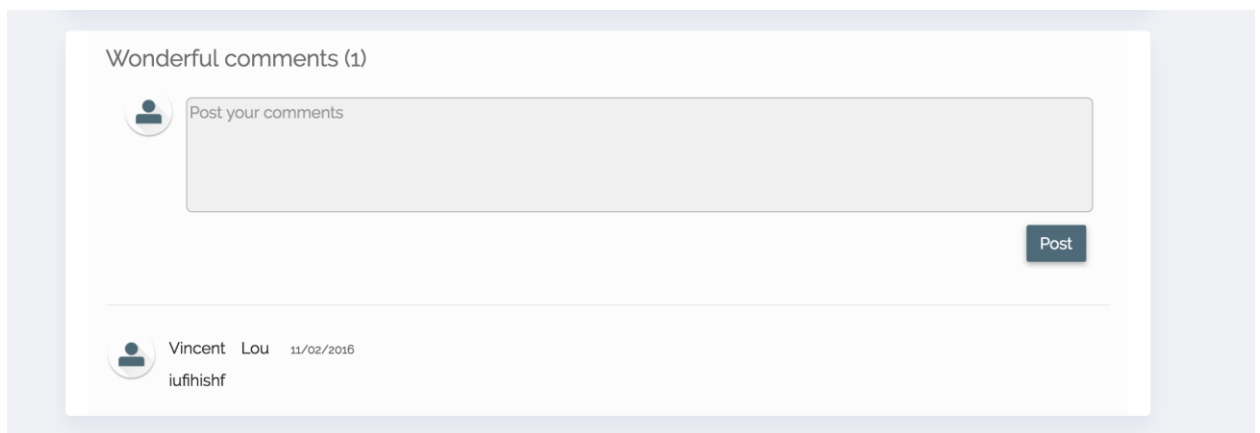 Wonderful comments (1)
Post your comments
Post
Vincent Lou 11/02/2016
iufihishf